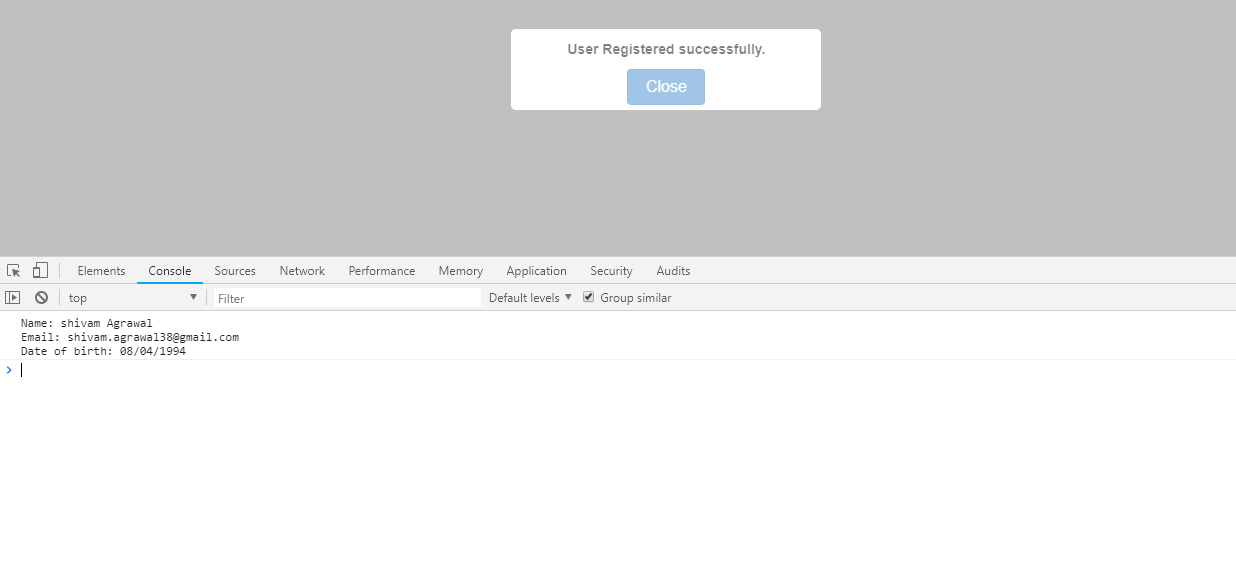 User Registered successfully.
Close
Elements Console Sources Network Performance Memory Application Security Audits
top Filter Default levels Group similar
Name: shivam Agrawal
Email: shivam.agrawal38@gmail.com
Date of birth: 08/04/1994